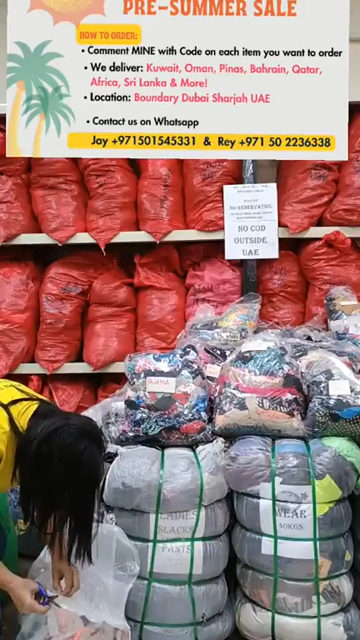 PRE-SUMMER SALE
HOW TO ORDER:
• Comment MINE with Code on each item you want to order
• We deliver: Kuwait, Oman, Pinas, Bahrain, Qatar,
Africa, Sri Lanka & More!
• Location: Boundary Dubai Sharjah UAE
• Contact us on Whatsapp
Jay +971501545331 & Rey +971 50 2236338
NO RESERVATION
NO COD
OUTSIDE
UAE
LADIES
SLACKS
PANTS
WEAR